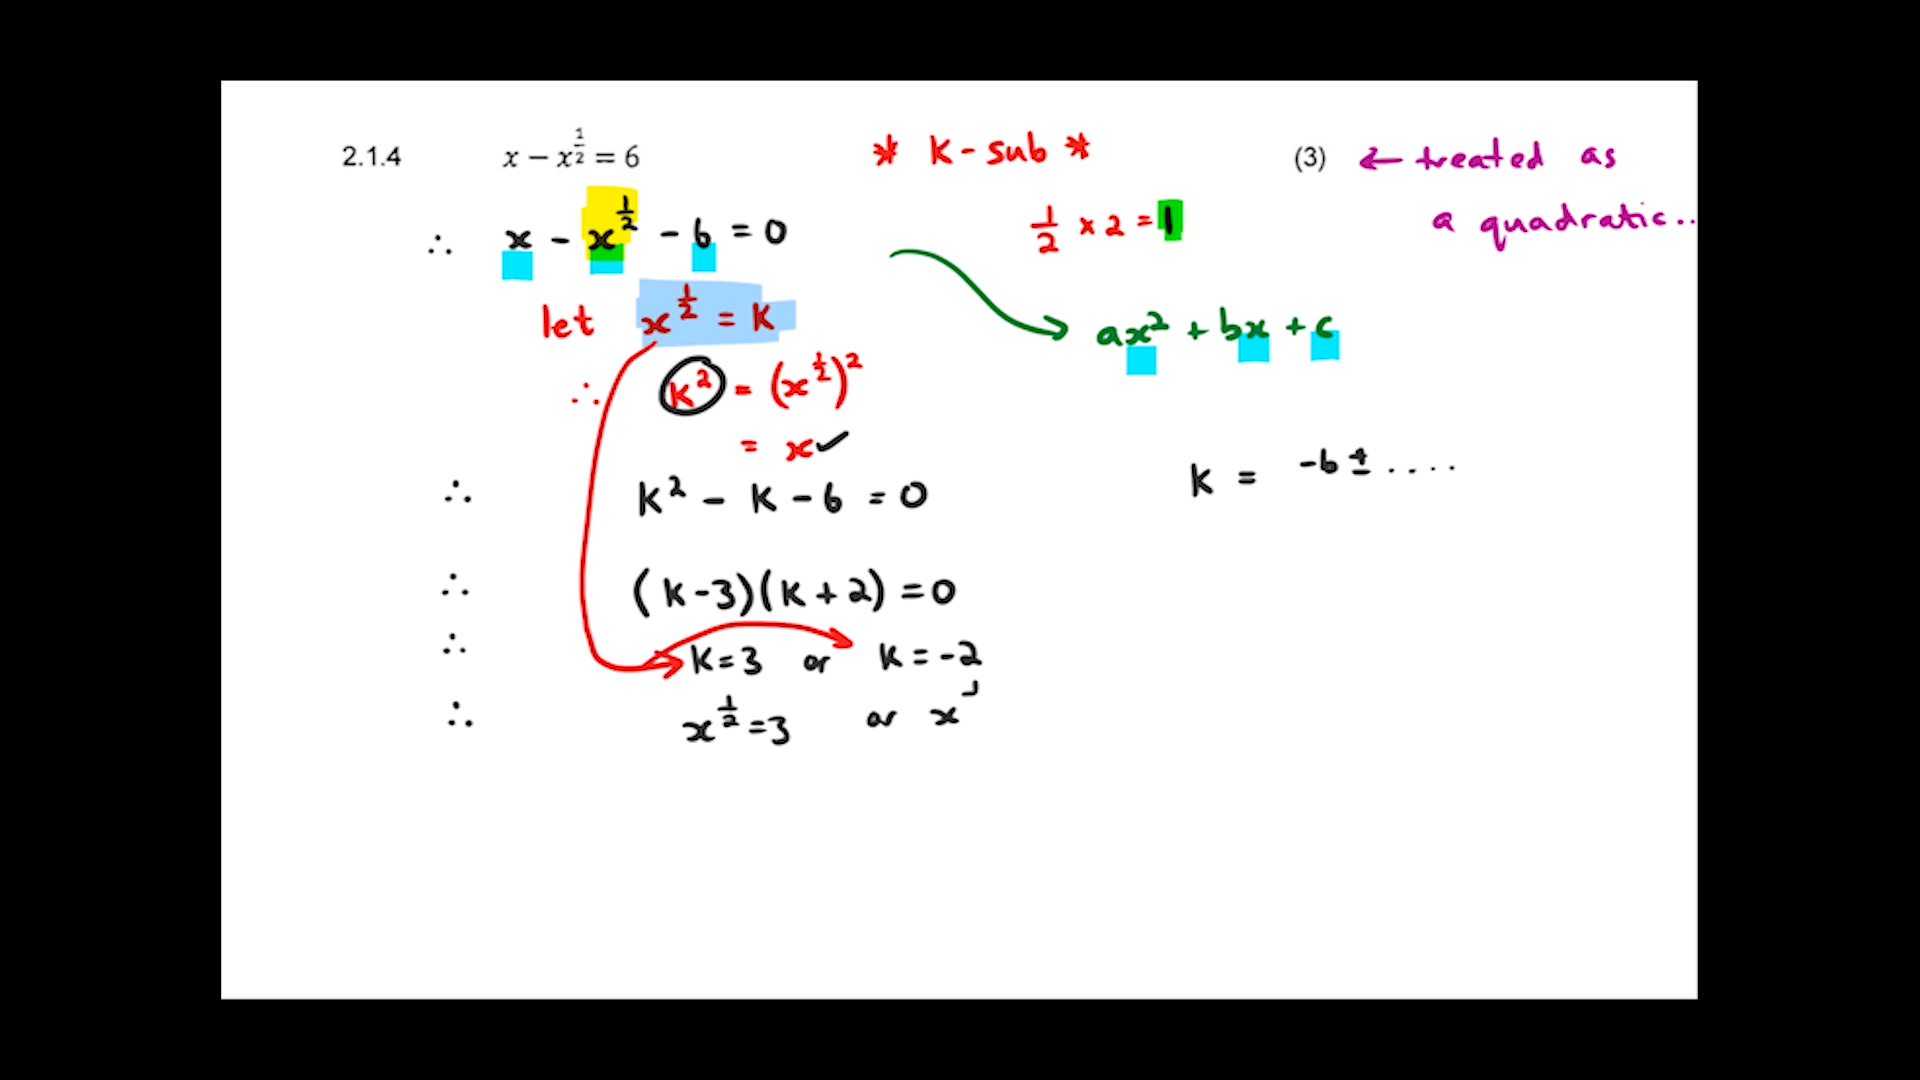 2.1.4 x − x^{1/2} = 6 * K-sub * (3) ← treated as
a quadratic..
∴ x − x^{1/2} − 6 = 0 1/2 × 2 = 1
let x^{1/2} = k ax² + bx + c
∴ k² = (x^{1/2})²
= x ✓
∴ k² − k − 6 = 0 k = −b ± ....
∴ (k−3)(k+2) = 0
∴ k=3 or k=−2
∴ x^{1/2}=3 or x